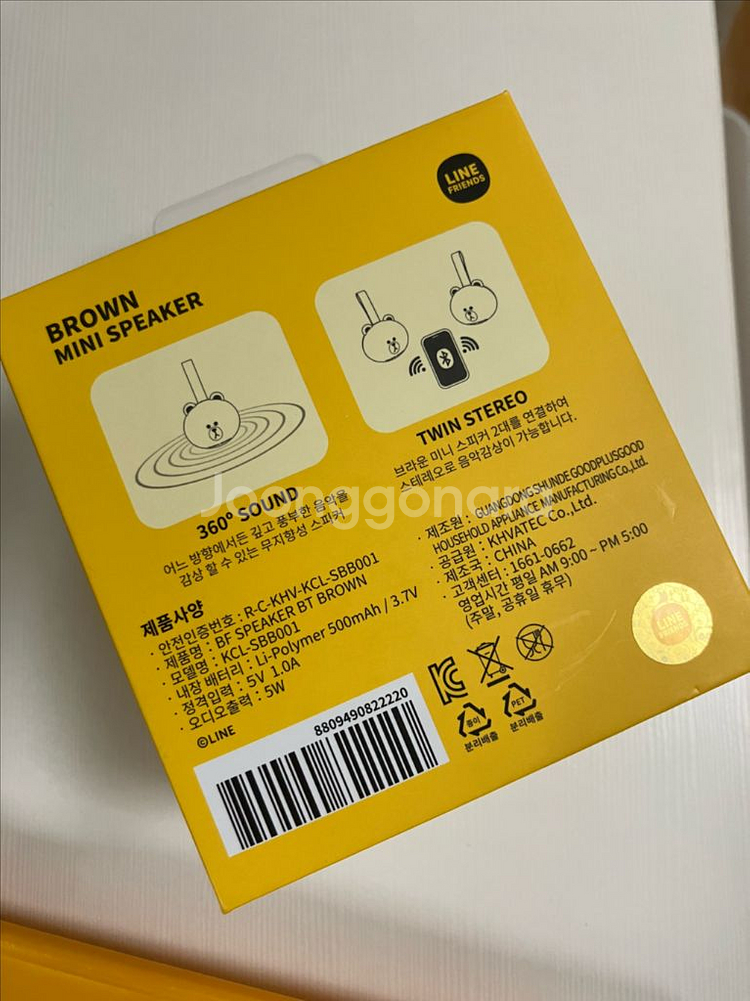 LINE
FRIENDS
BROWN
MINI SPEAKER
360° SOUND
어느 방향에서든 깊고 풍부한 음악을
감상 할 수 있는 무지향성 스피커
TWIN STEREO
브라운 미니 스피커 2대를 연결하여
스테레오로 음악감상이 가능합니다.
Joonggonara
제품사양
· 안전인증번호 : R-C-KHV-KCL-SBB001
· 제품명 : BF SPEAKER BT BROWN
· 모델명 : KCL-SBB001
· 내장 배터리 : Li-Polymer 500mAh / 3.7V
· 정격입력 : 5V 1.0A
· 오디오출력 : 5W
©LINE
· 제조원 : GUANGDONG SHUNDE GOODPLUSGOOD
HOUSEHOLD APPLIANCE MANUFACTURING Co.,Ltd.
· 공급원 : KHVATEC Co.,Ltd.
· 제조국 : CHINA
· 고객센터 : 1661-0662
영업시간 평일 AM 9:00 ~ PM 5:00
(주말, 공휴일 휴무)
LINE
FRIENDS
종이
분리배출
PET
분리배출
8809490822220